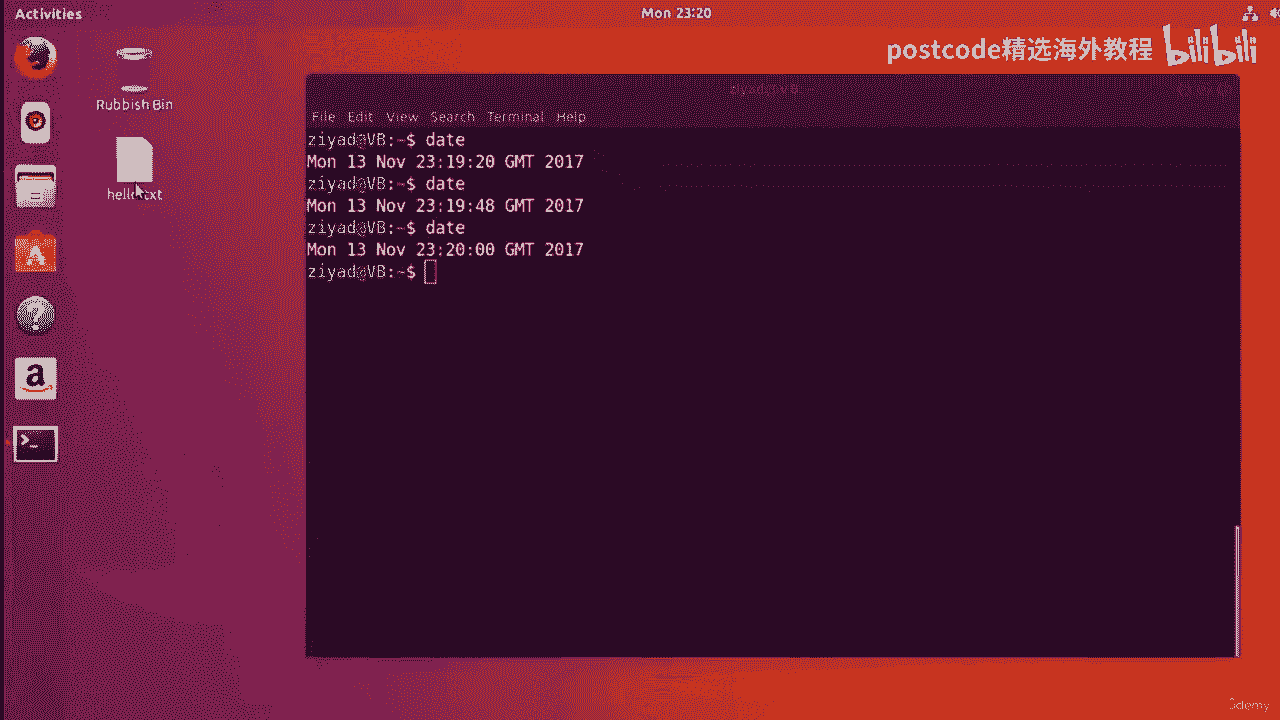 Activities
Mon 23:20
postcode精选海外教程 bilibili
Rubbish Bin
hello.txt
ziyad@VB: ~
File Edit View Search Terminal Help
ziyad@VB:~$ date
Mon 13 Nov 23:19:20 GMT 2017
ziyad@VB:~$ date
Mon 13 Nov 23:19:48 GMT 2017
ziyad@VB:~$ date
Mon 13 Nov 23:20:00 GMT 2017
ziyad@VB:~$
Udemy